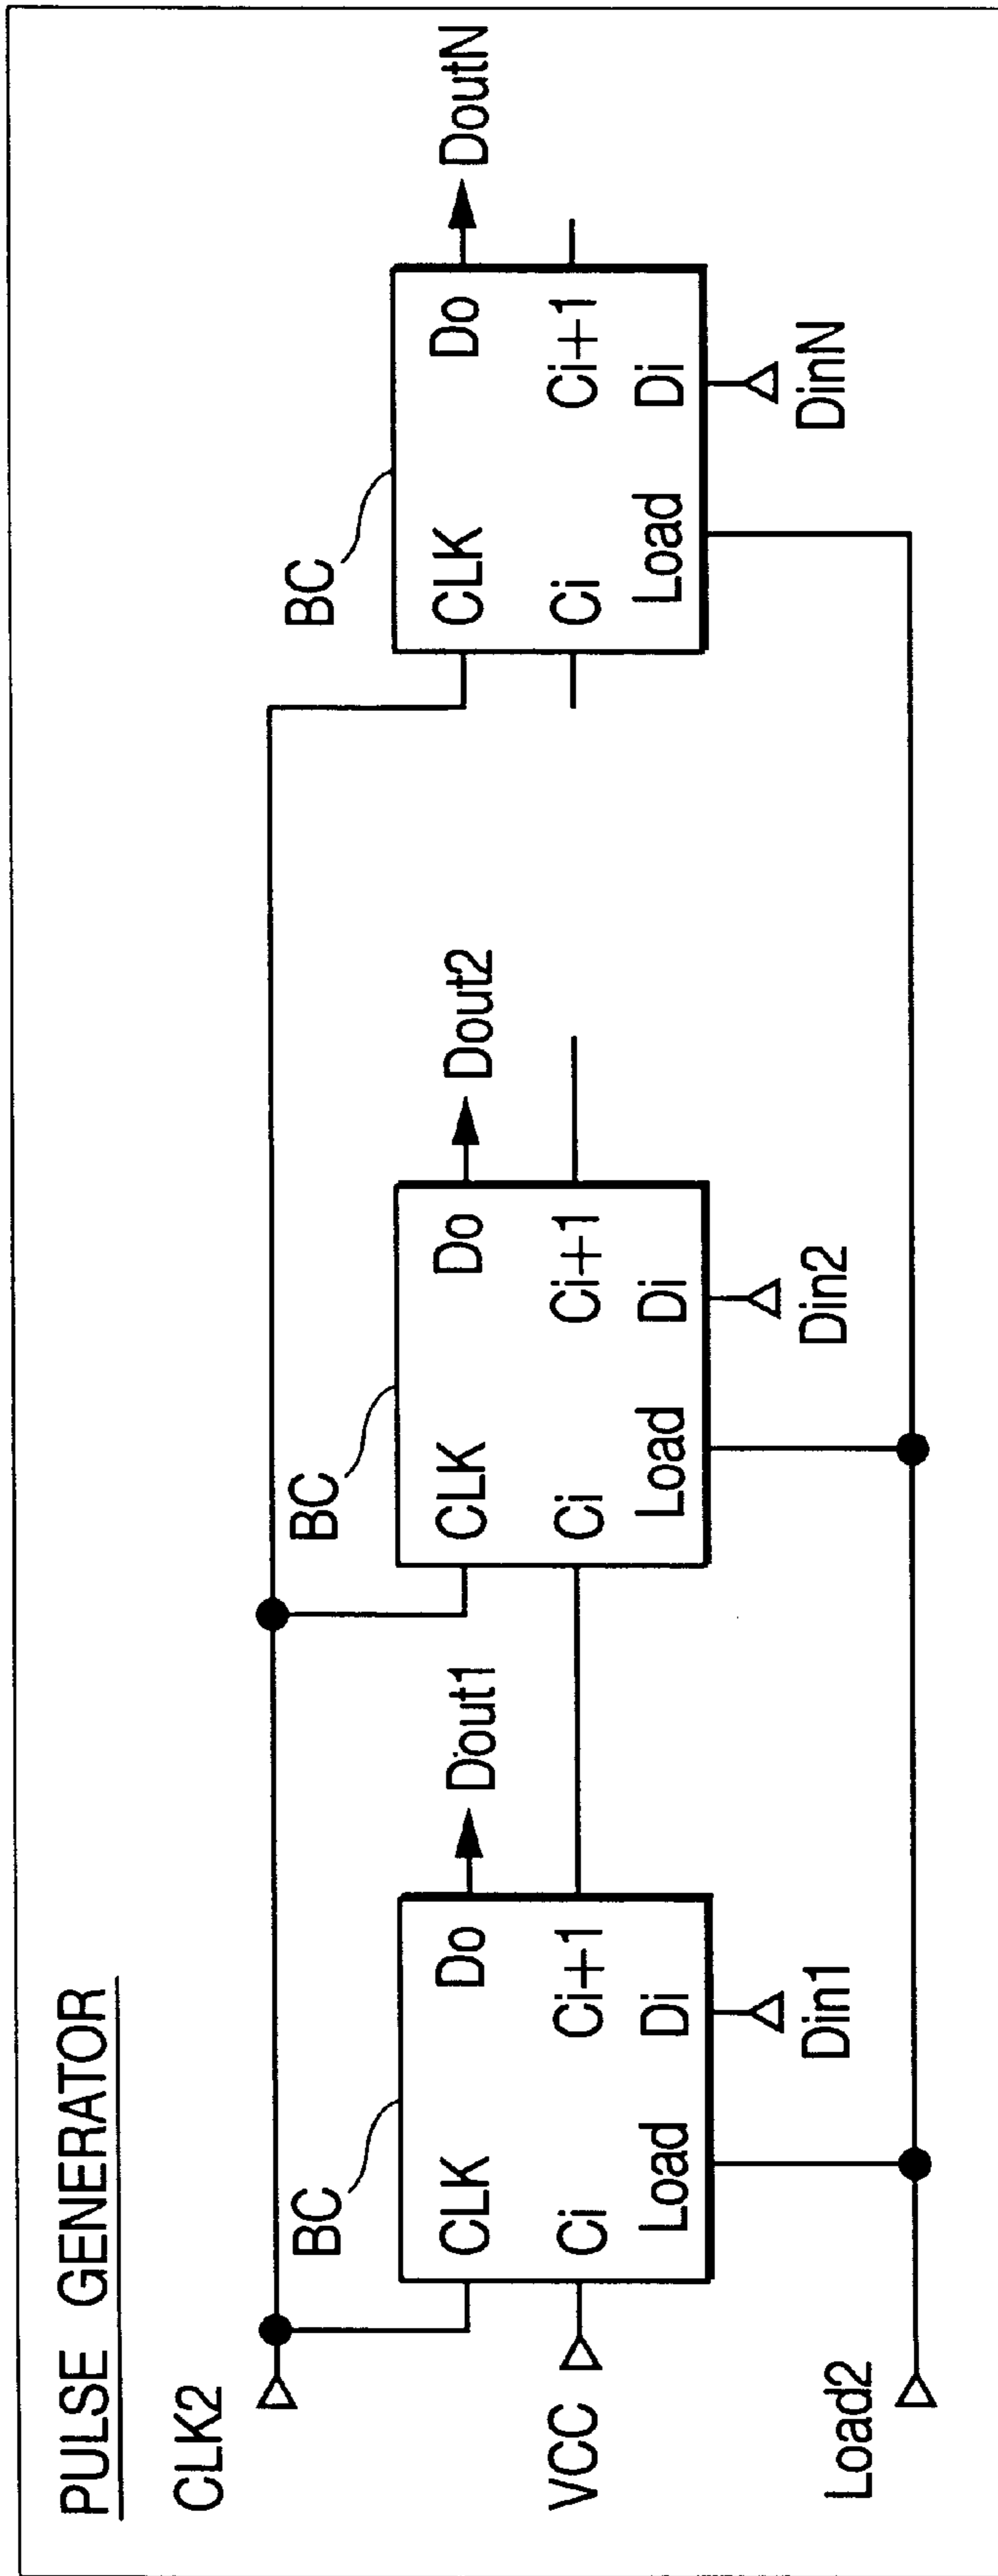 PULSE GENERATOR
CLK2
VCC
Load2
BC
CLK
Do
Ci
Ci+1
Load
Di
Dout1
Din1
BC
CLK
Do
Ci
Ci+1
Load
Di
Dout2
Din2
BC
CLK
Do
Ci
Ci+1
Load
Di
DoutN
DinN